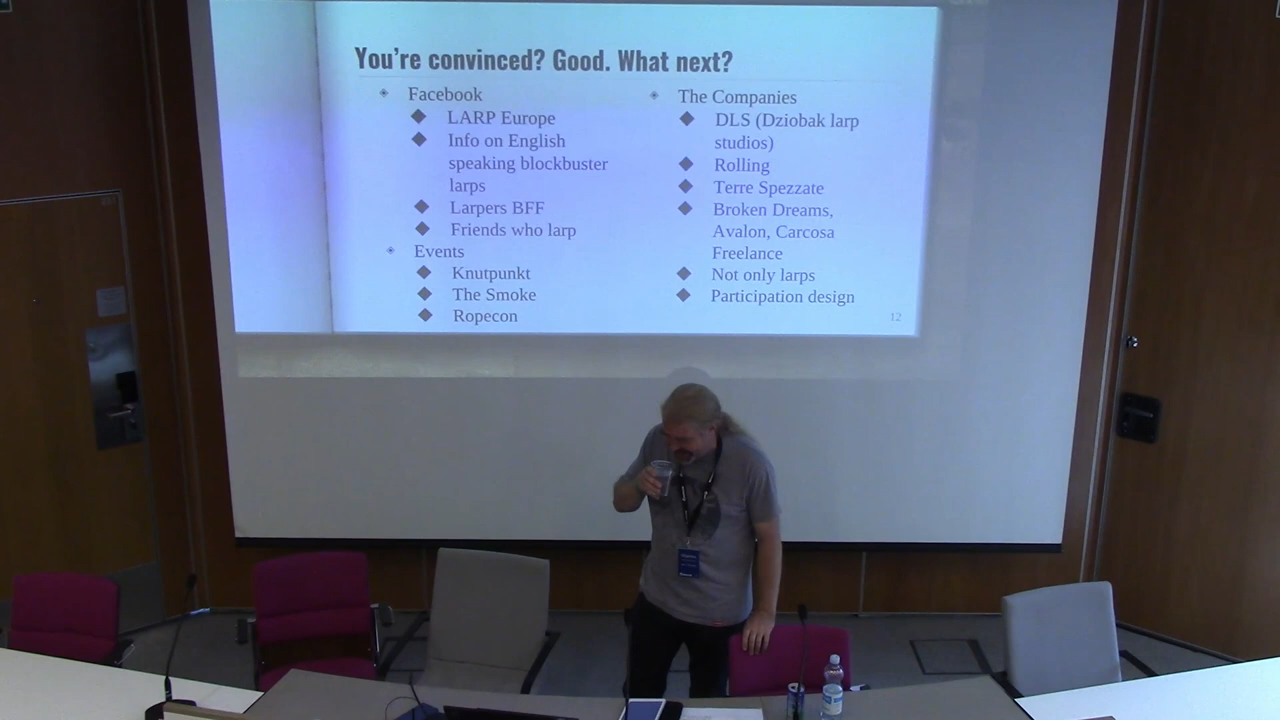 You're convinced? Good. What next?
Facebook
LARP Europe
Info on English
speaking blockbuster
larps
Larpers BFF
Friends who larp
Events
Knutpunkt
The Smoke
Ropecon
The Companies
DLS (Dziobak larp
studios)
Rolling
Terre Spezzate
Broken Dreams,
Avalon, Carcosa
Freelance
Not only larps
Participation design
12